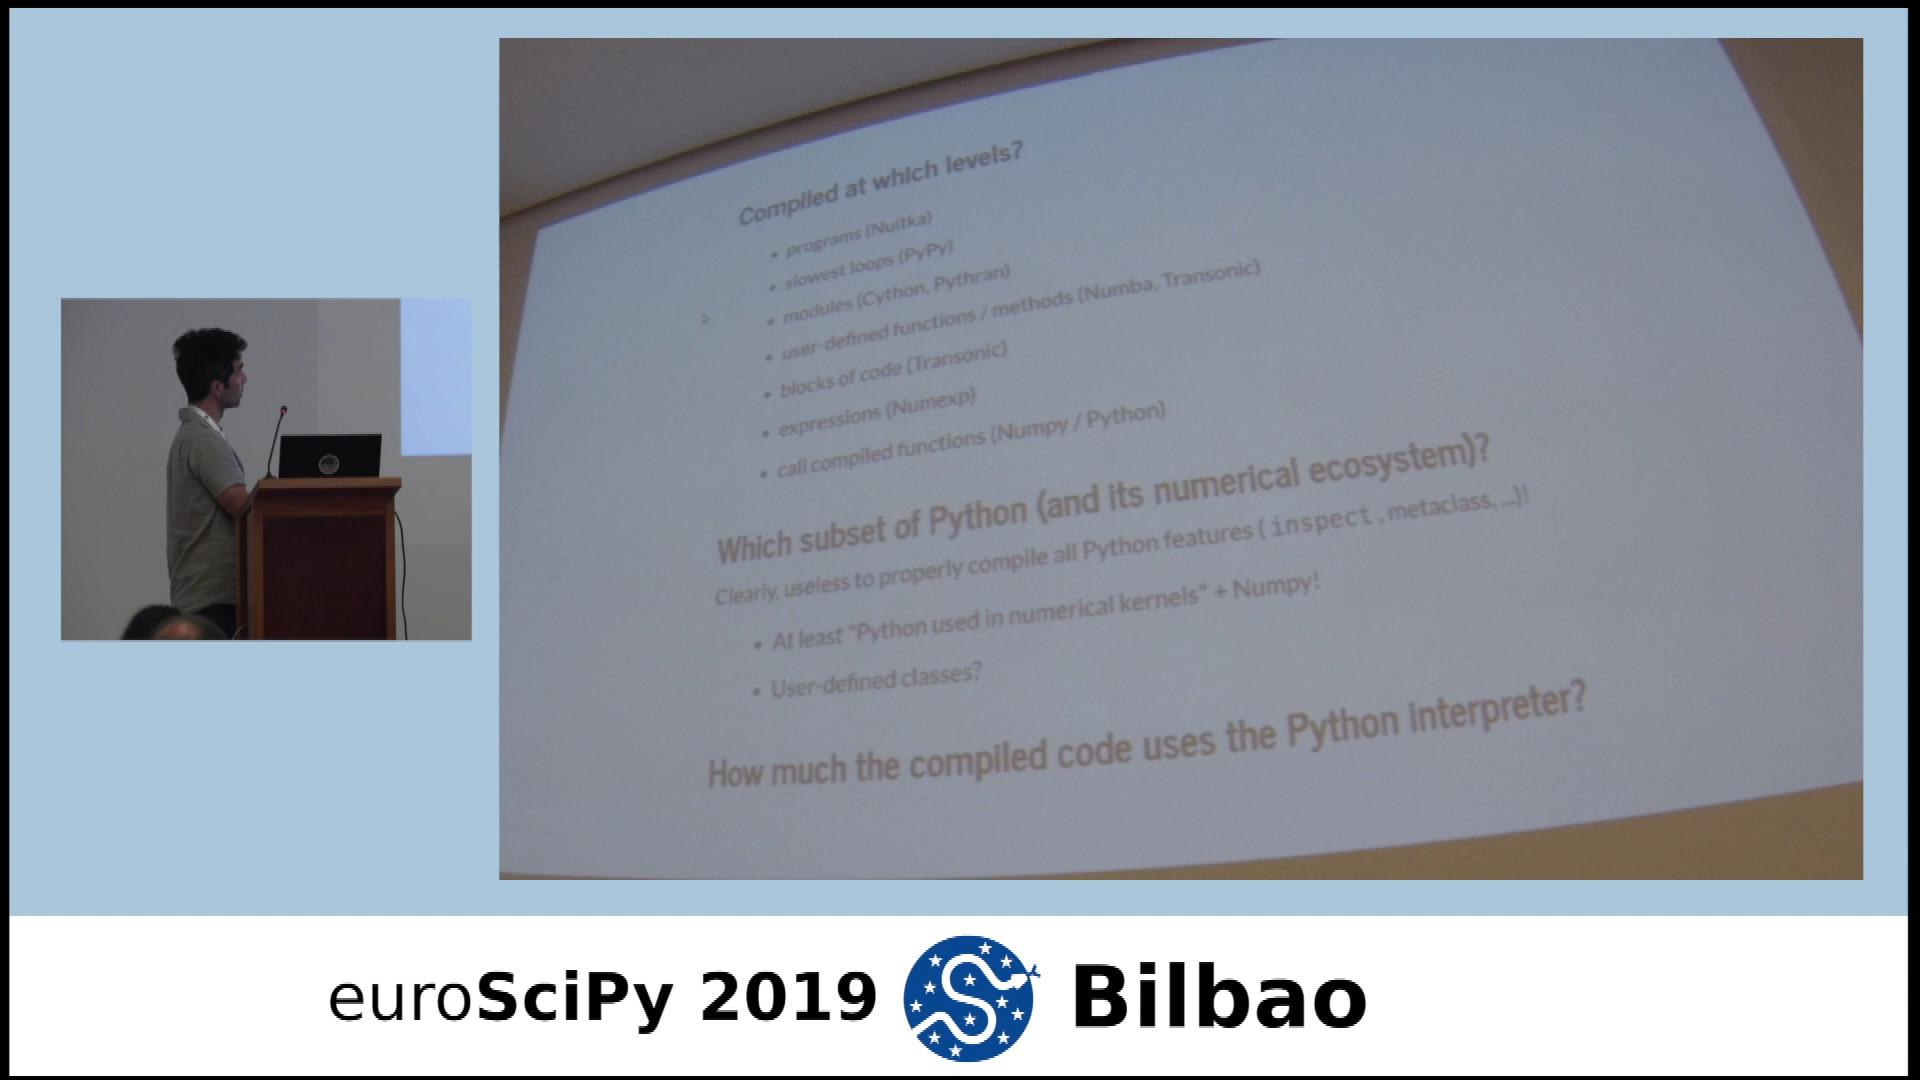 Compiled at which levels?
• programs (Nuitka)
• slowest loops (PyPy)
• modules (Cython, Pythran)
• user-defined functions / methods (Numba, Transonic)
• blocks of code (Transonic)
• expressions (Numexp)
• call compiled functions (Numpy / Python)
Which subset of Python (and its numerical ecosystem)?
Clearly, useless to properly compile all Python features ( inspect , metaclass, ...)!
• At least "Python used in numerical kernels" + Numpy!
• User-defined classes?
How much the compiled code uses the Python interpreter?
euroSciPy 2019 Bilbao